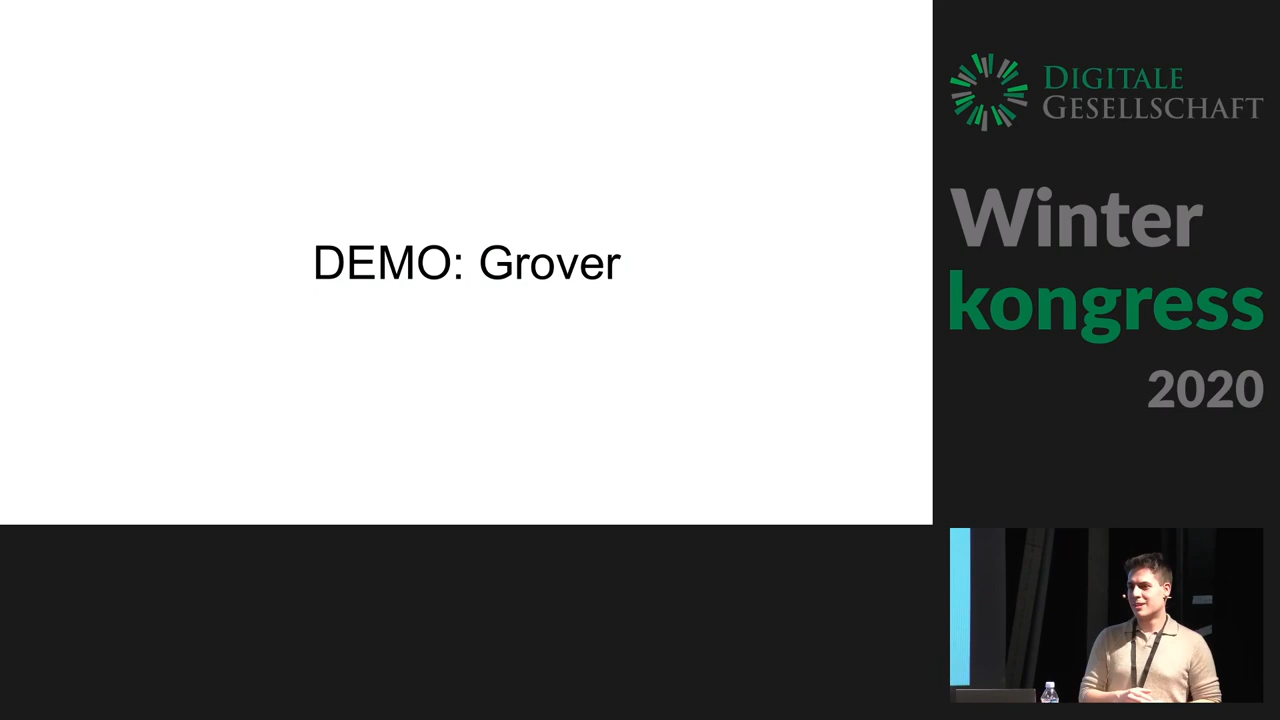 DEMO: Grover
DIGITALE
GESELLSCHAFT
Winter
kongress
2020